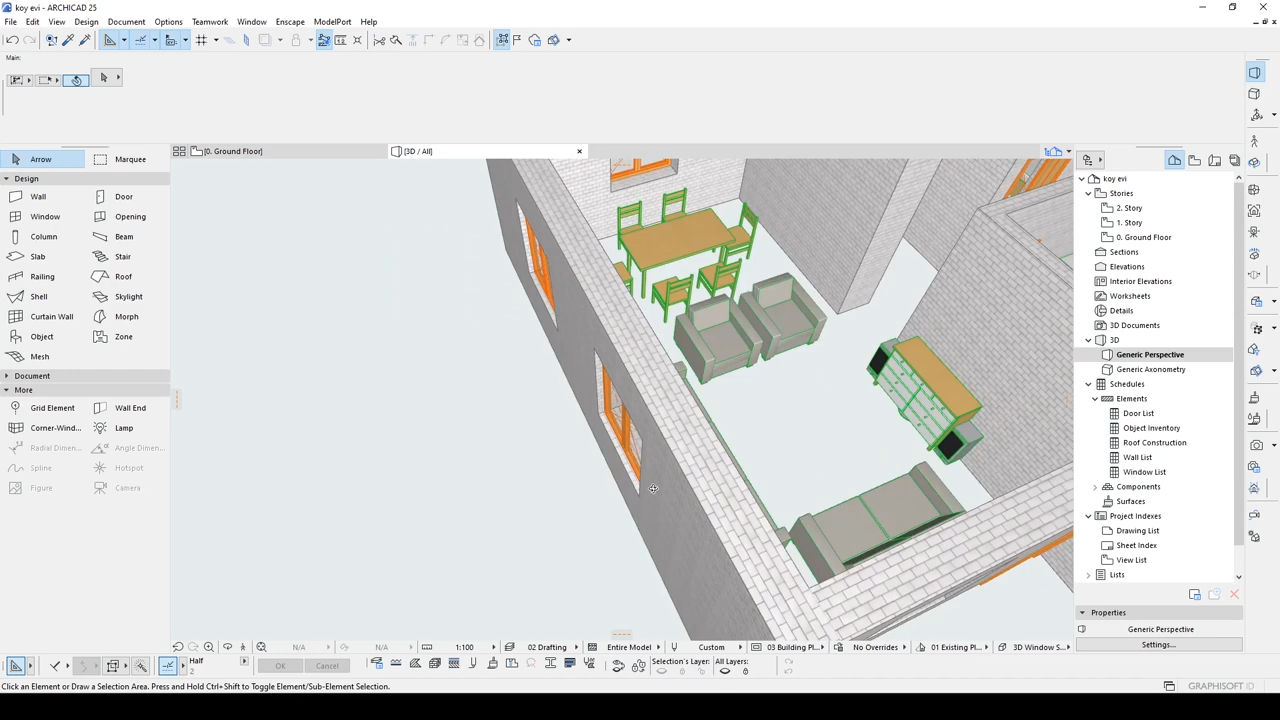 koy evi - ARCHICAD 25
File Edit View Design Document Options Teamwork Window Enscape ModelPort Help
Main:
[0. Ground Floor] [3D / All]
Arrow Marquee
Design
Wall Door
Window Opening
Column Beam
Slab Stair
Railing Roof
Shell Skylight
Curtain Wall Morph
Object Zone
Mesh
Document
More
Grid Element Wall End
Corner-Wind... Lamp
Radial Dimen... Angle Dimen...
Spline Hotspot
Figure Camera
koy evi
Stories
2. Story
1. Story
0. Ground Floor
Sections
Elevations
Interior Elevations
Worksheets
Details
3D Documents
3D
Generic Perspective
Generic Axonometry
Schedules
Elements
Door List
Object Inventory
Roof Construction
Wall List
Window List
Components
Surfaces
Project Indexes
Drawing List
Sheet Index
View List
Lists
Properties
Generic Perspective
Settings...
N/A N/A 1:100 02 Drafting Entire Model Custom 03 Building Pl... No Overrides 01 Existing Pl... 3D Window S...
Half
2
OK Cancel
Selection's Layer: All Layers:
Click an Element or Draw a Selection Area. Press and Hold Ctrl+Shift to Toggle Element/Sub-Element Selection.
GRAPHISOFT ID